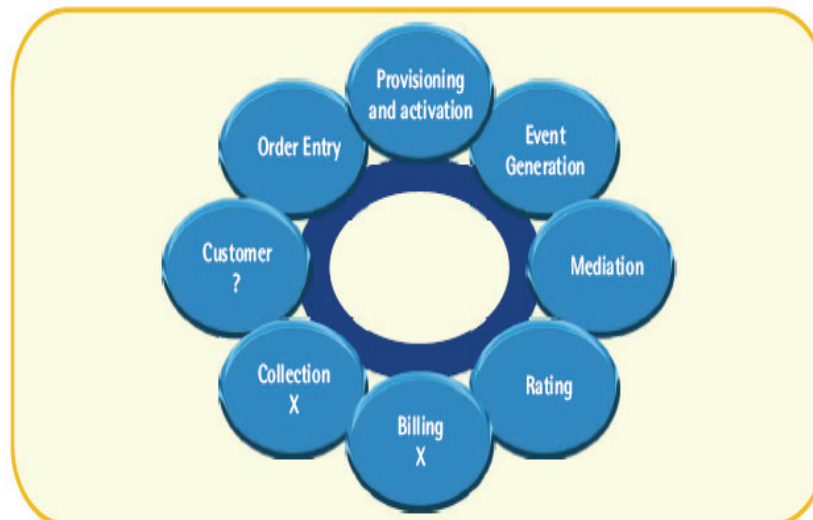 Provisioning
and activation
Event
Generation
Mediation
Rating
Billing
X
Collection
X
Customer
?
Order Entry